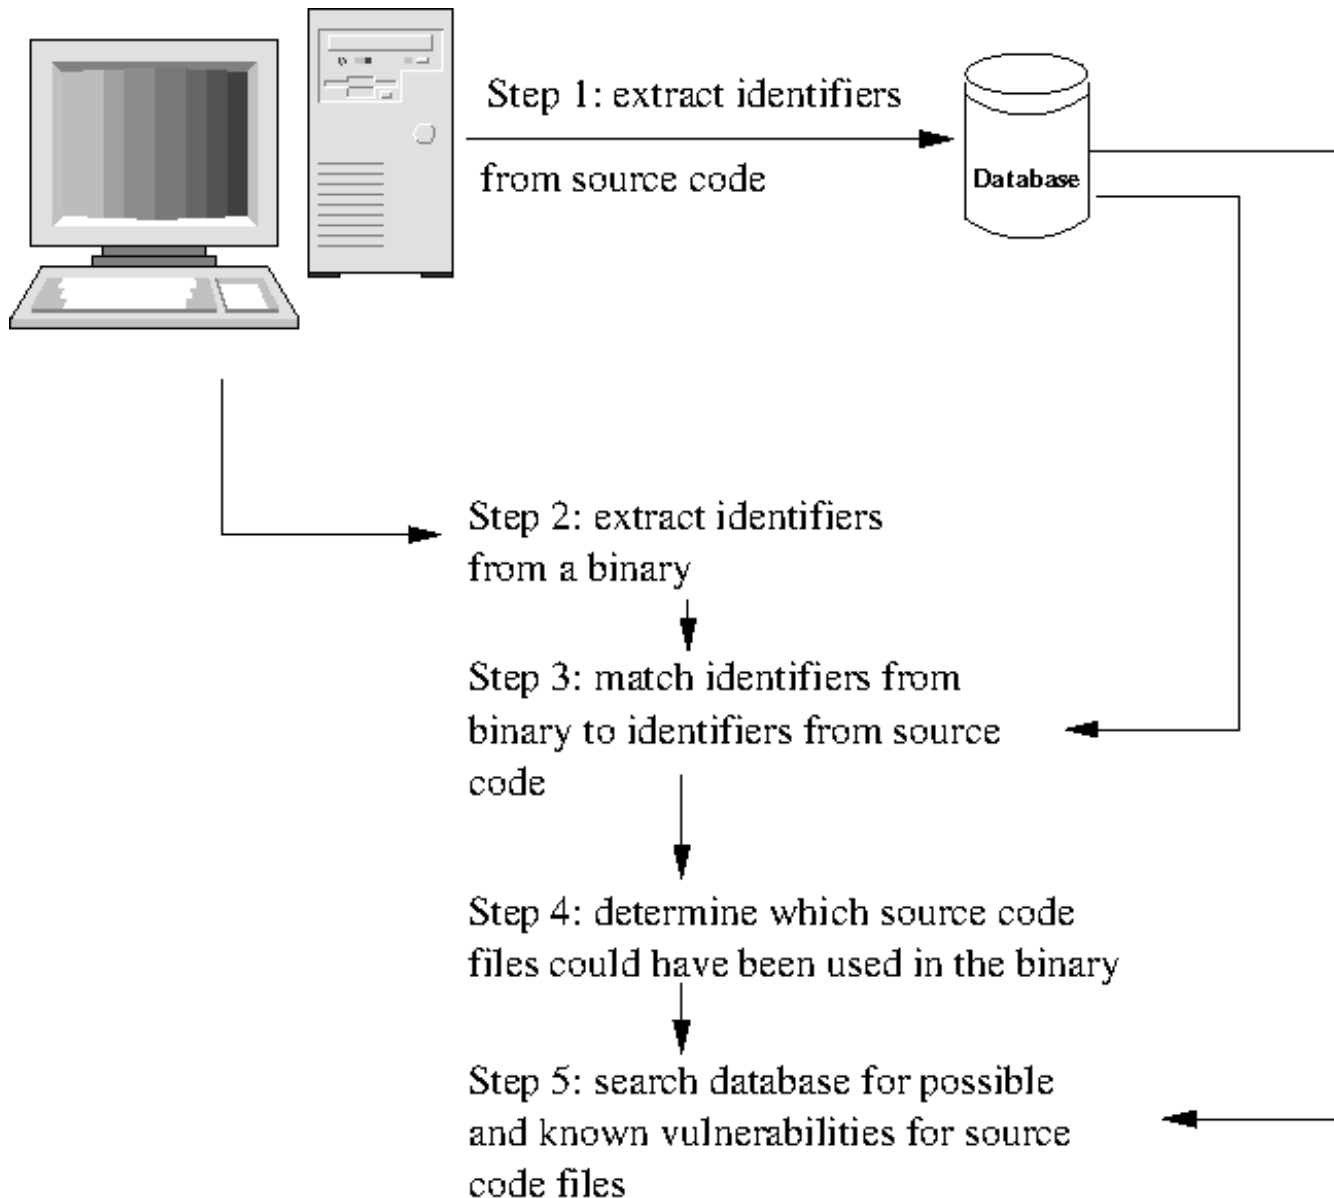 Step 1: extract identifiers
from source code
Database
Step 2: extract identifiers
from a binary
Step 3: match identifiers from
binary to identifiers from source
code
Step 4: determine which source code
files could have been used in the binary
Step 5: search database for possible
and known vulnerabilities for source
code files